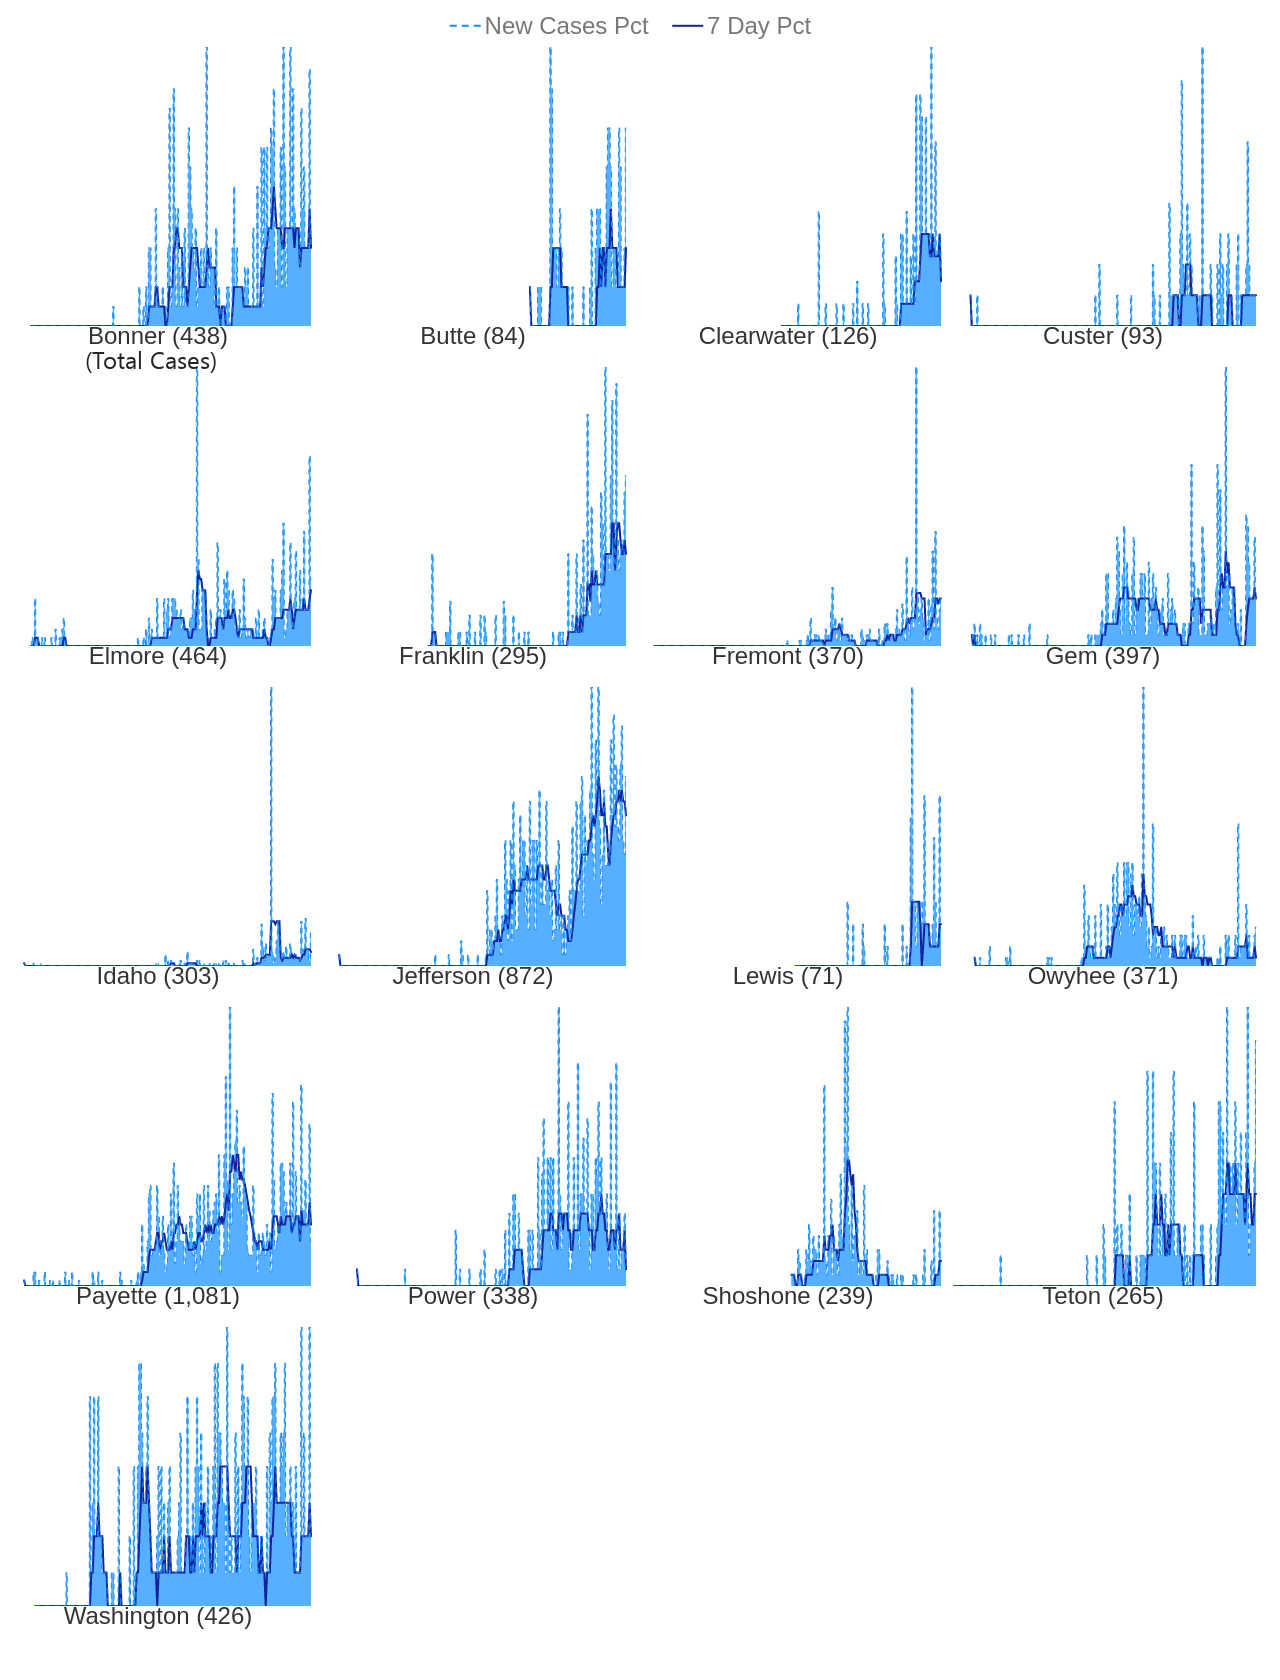 New Cases Pct 7 Day Pct
Bonner (438) Butte (84) Clearwater (126) Custer (93)
(Total Cases)
Elmore (464) Franklin (295) Fremont (370) Gem (397)
Idaho (303) Jefferson (872) Lewis (71) Owyhee (371)
Payette (1,081) Power (338) Shoshone (239) Teton (265)
Washington (426)